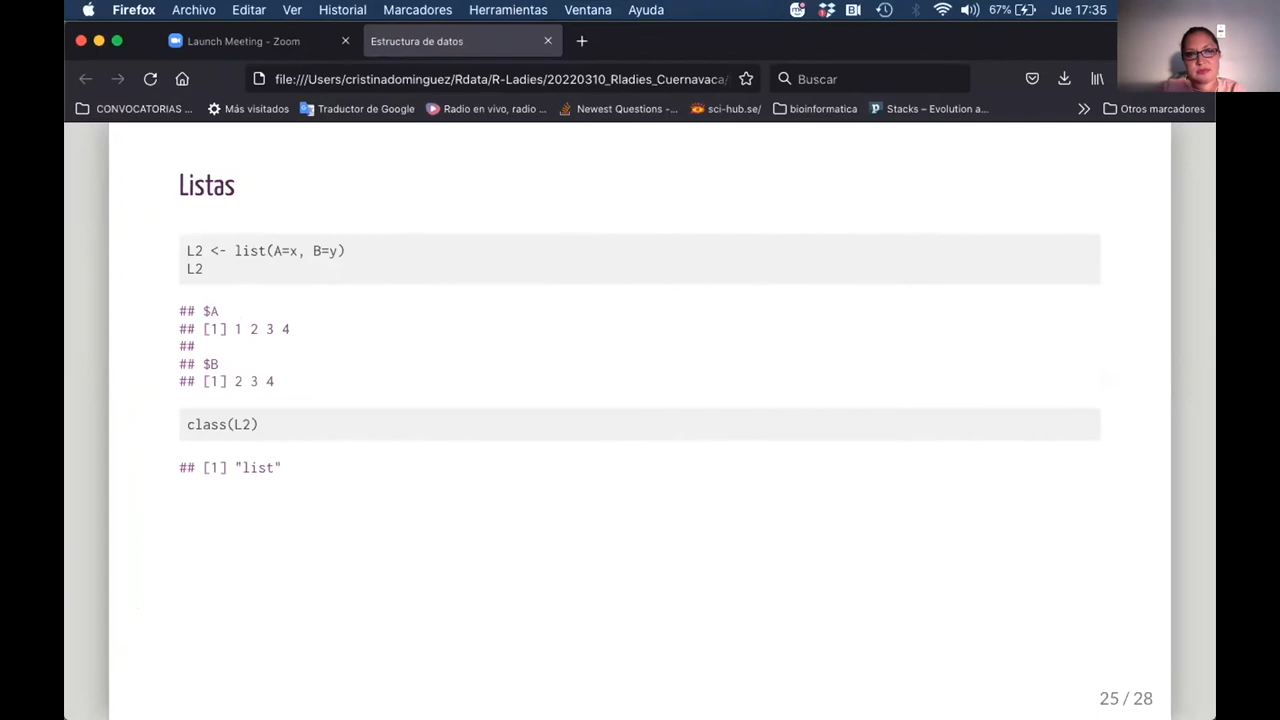 Firefox Archivo Editar Ver Historial Marcadores Herramientas Ventana Ayuda 67% Jue 17:35
Launch Meeting - Zoom Estructura de datos
file:///Users/cristinadominguez/Rdata/R-Ladies/20220310_Rladies_Cuernavaca/ Buscar
CONVOCATORIAS ... Más visitados Traductor de Google Radio en vivo, radio ... Newest Questions -... sci-hub.se/ bioinformatica Stacks – Evolution a... Otros marcadores
Listas
L2 <- list(A=x, B=y)
L2
## $A
## [1] 1 2 3 4
##
## $B
## [1] 2 3 4
class(L2)
## [1] "list"
25 / 28